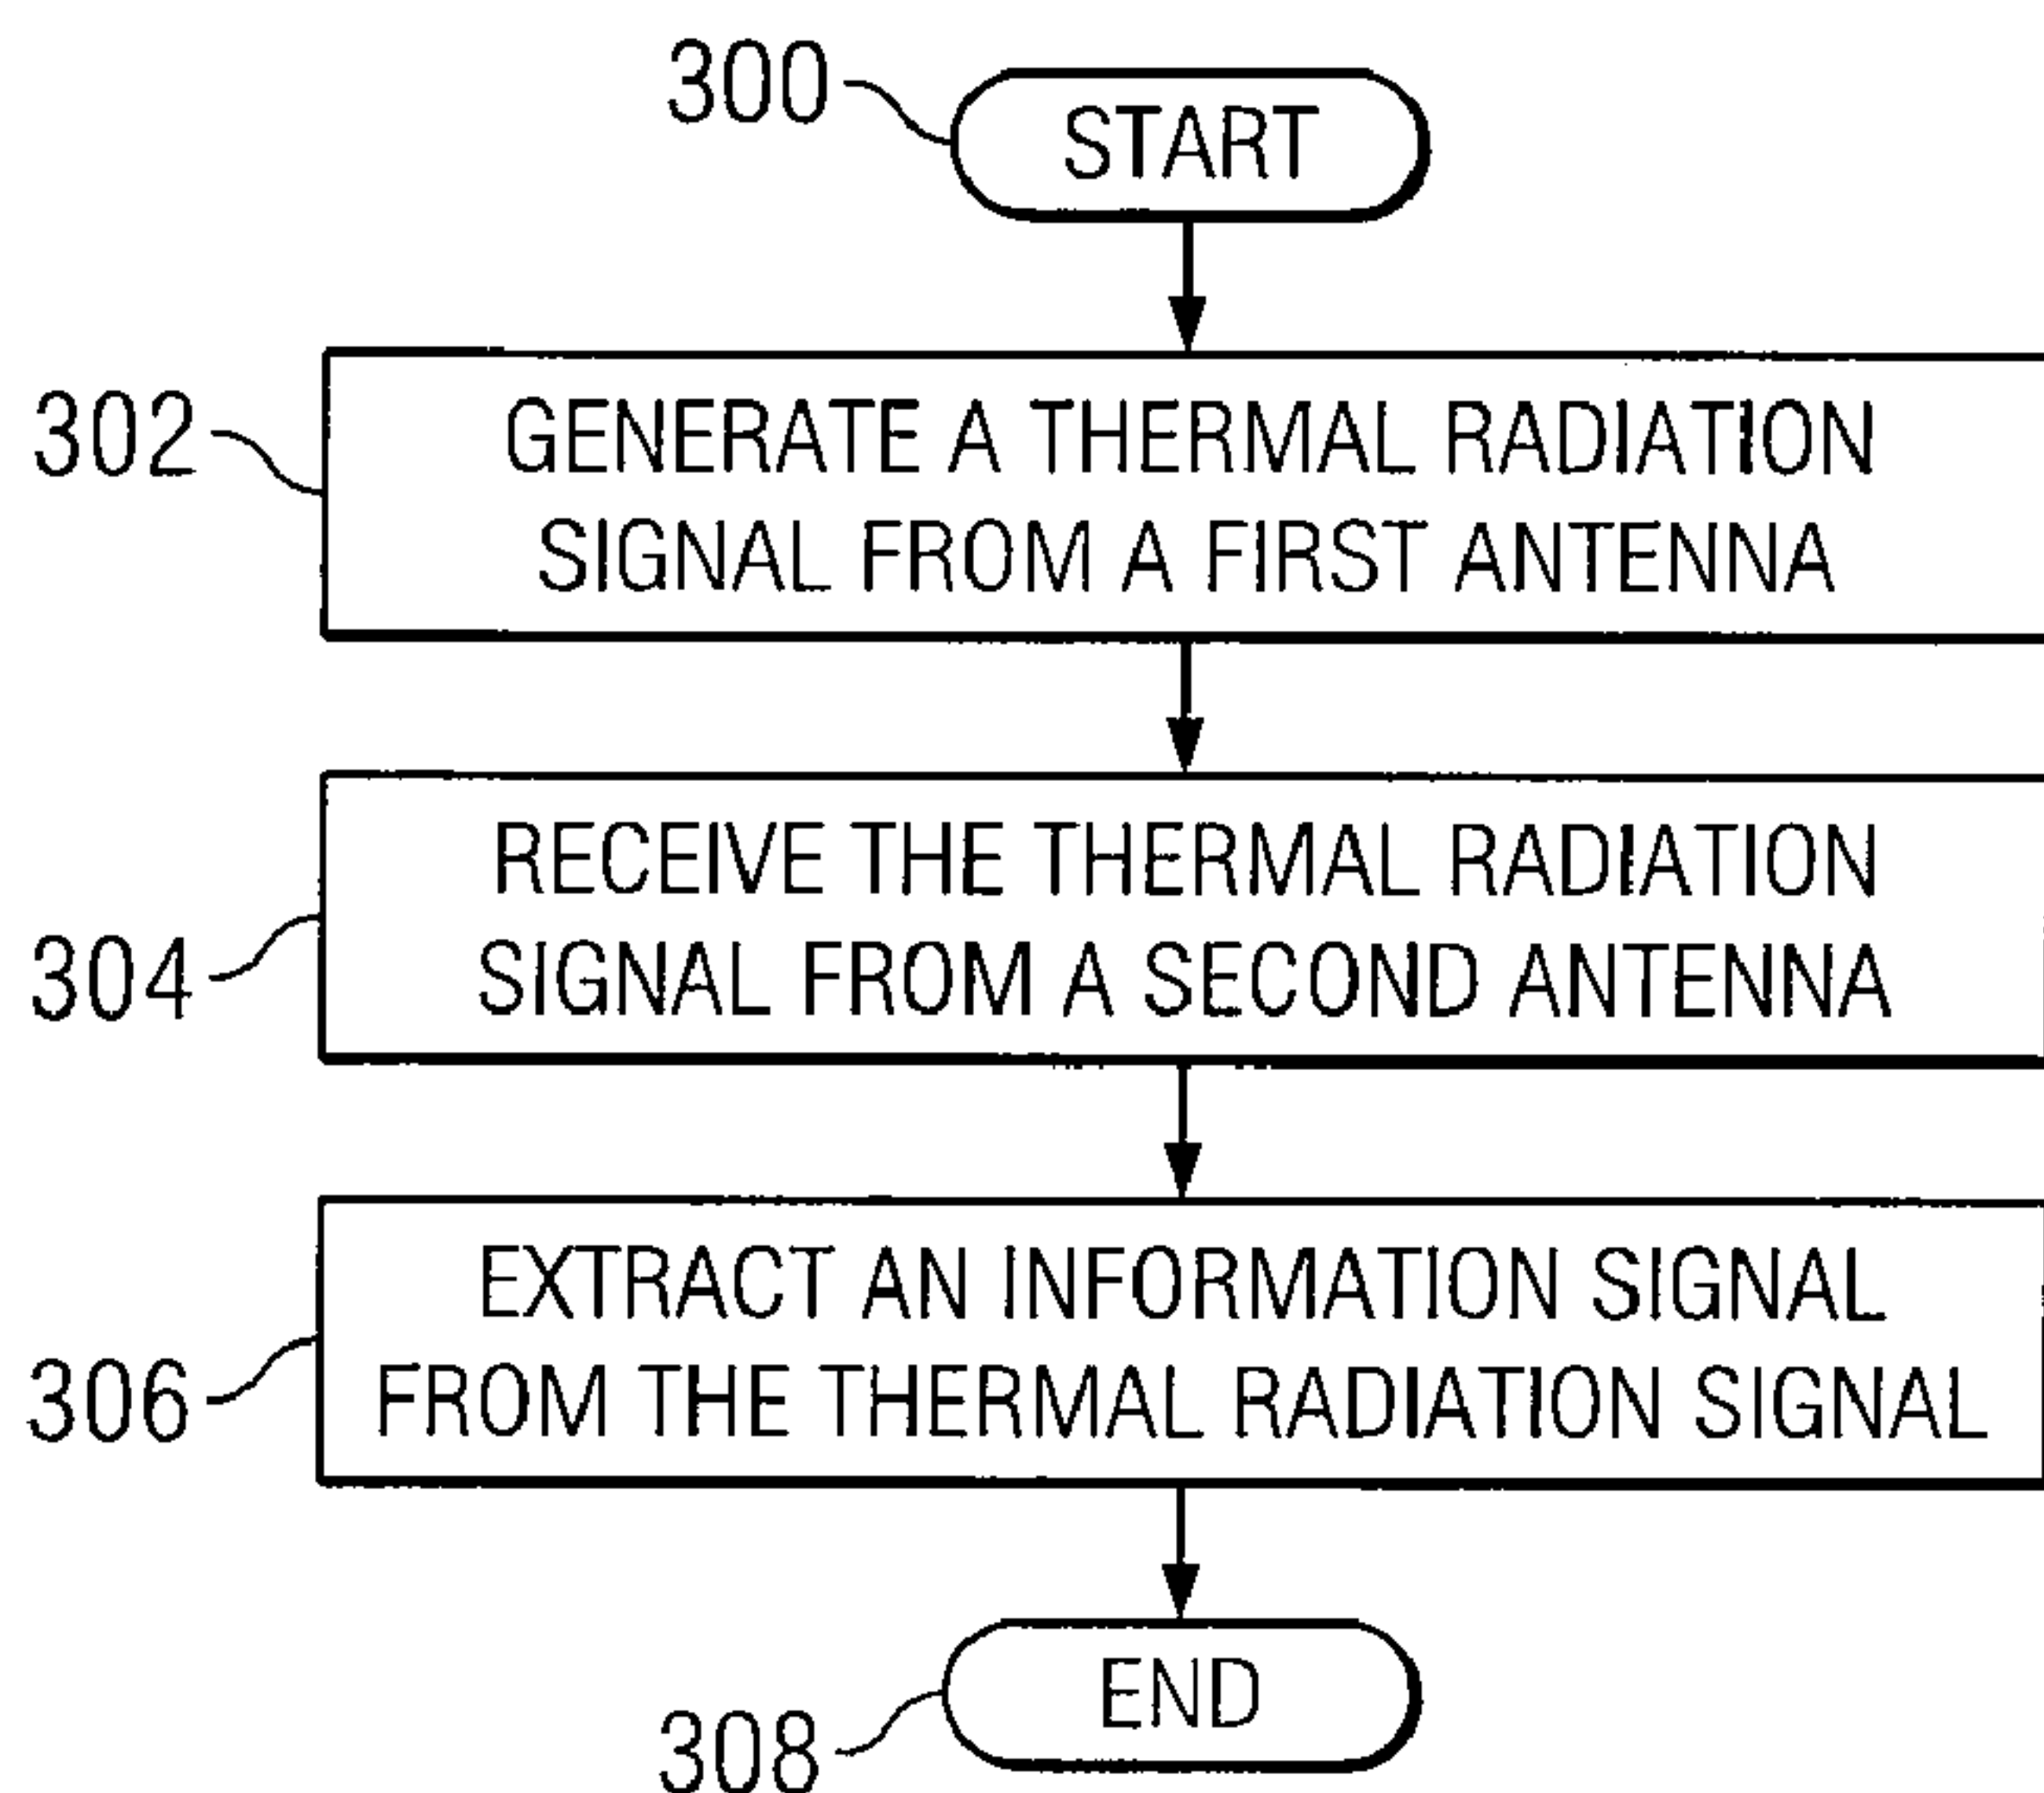 300
START
302
GENERATE A THERMAL RADIATION
SIGNAL FROM A FIRST ANTENNA
304
RECEIVE THE THERMAL RADIATION
SIGNAL FROM A SECOND ANTENNA
306
EXTRACT AN INFORMATION SIGNAL
FROM THE THERMAL RADIATION SIGNAL
308
END